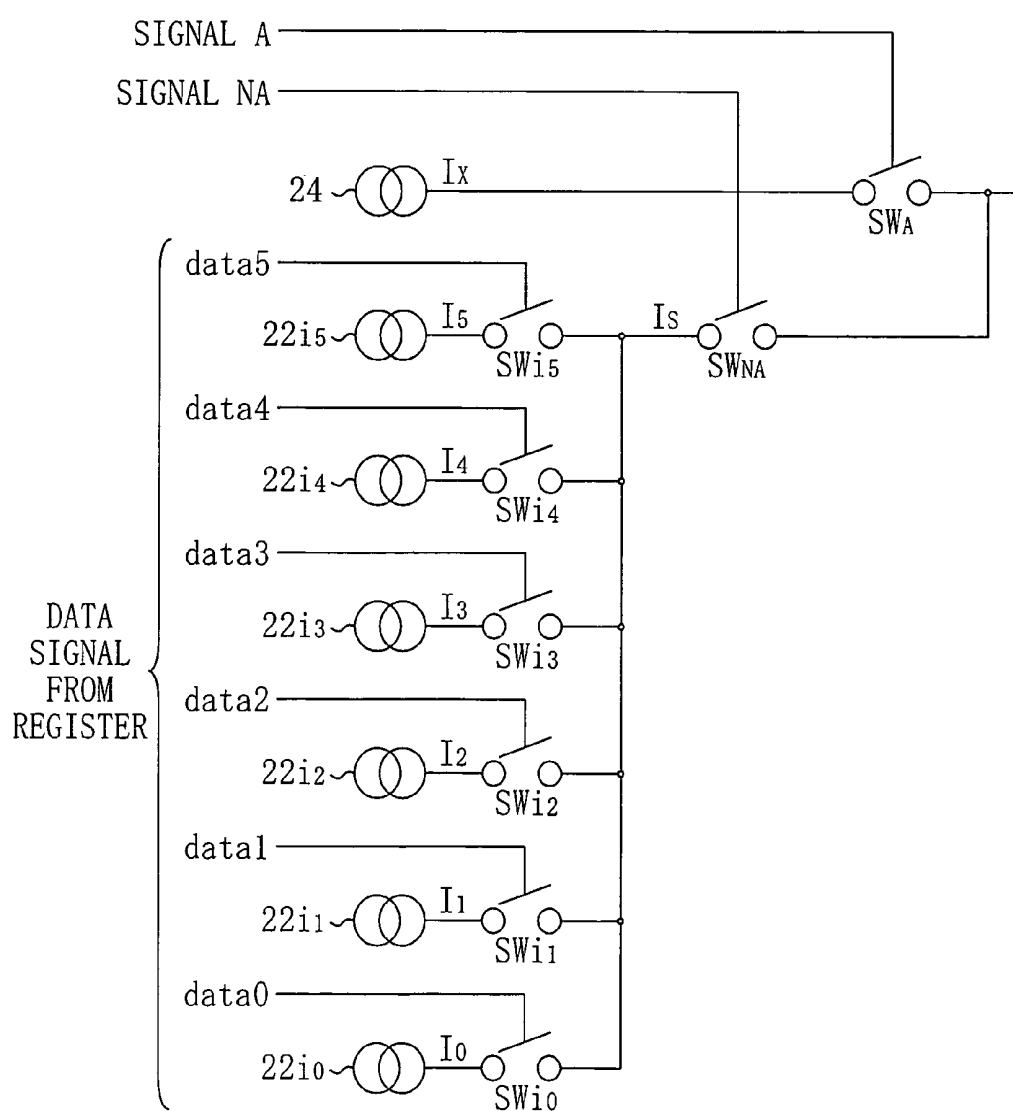 SIGNAL A
SIGNAL NA
24
IX
SWA
data5
22i5
I5
SWi5
IS
SWNA
data4
22i4
I4
SWi4
data3
22i3
I3
SWi3
DATA
SIGNAL
FROM
REGISTER
data2
22i2
I2
SWi2
data1
22i1
I1
SWi1
data0
22i0
I0
SWi0